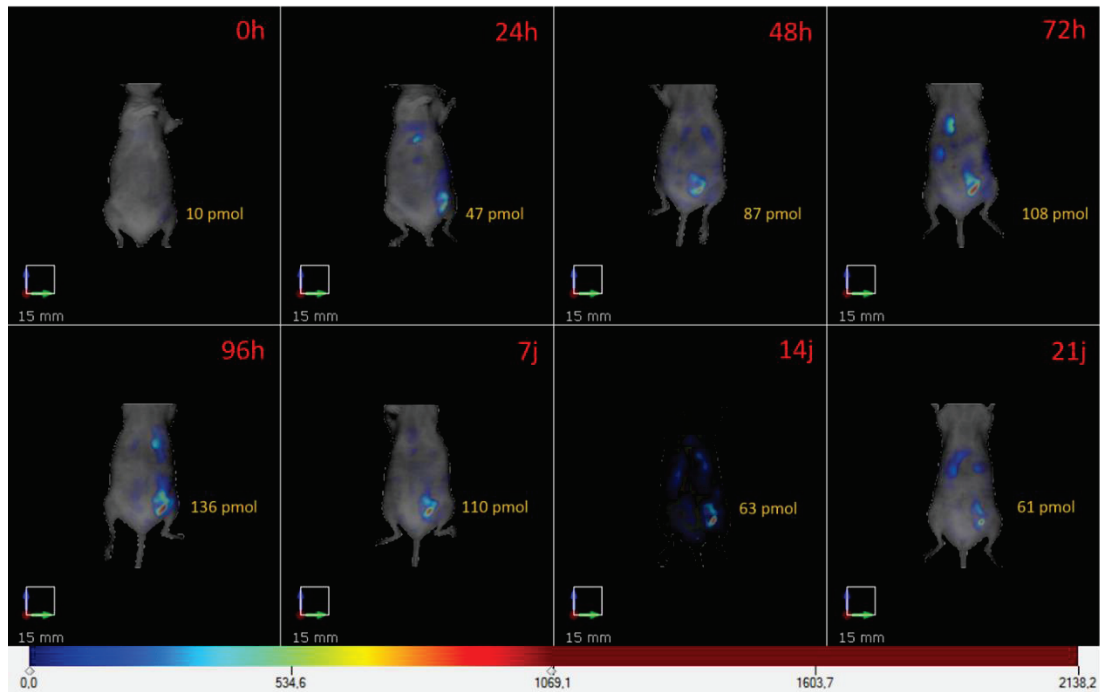 0h
24h
48h
72h
10 pmol
47 pmol
87 pmol
108 pmol
15 mm
15 mm
15 mm
15 mm
96h
7j
14j
21j
136 pmol
110 pmol
63 pmol
61 pmol
15 mm
15 mm
15 mm
15 mm
0,0
534,6
1069,1
1603,7
2138,2